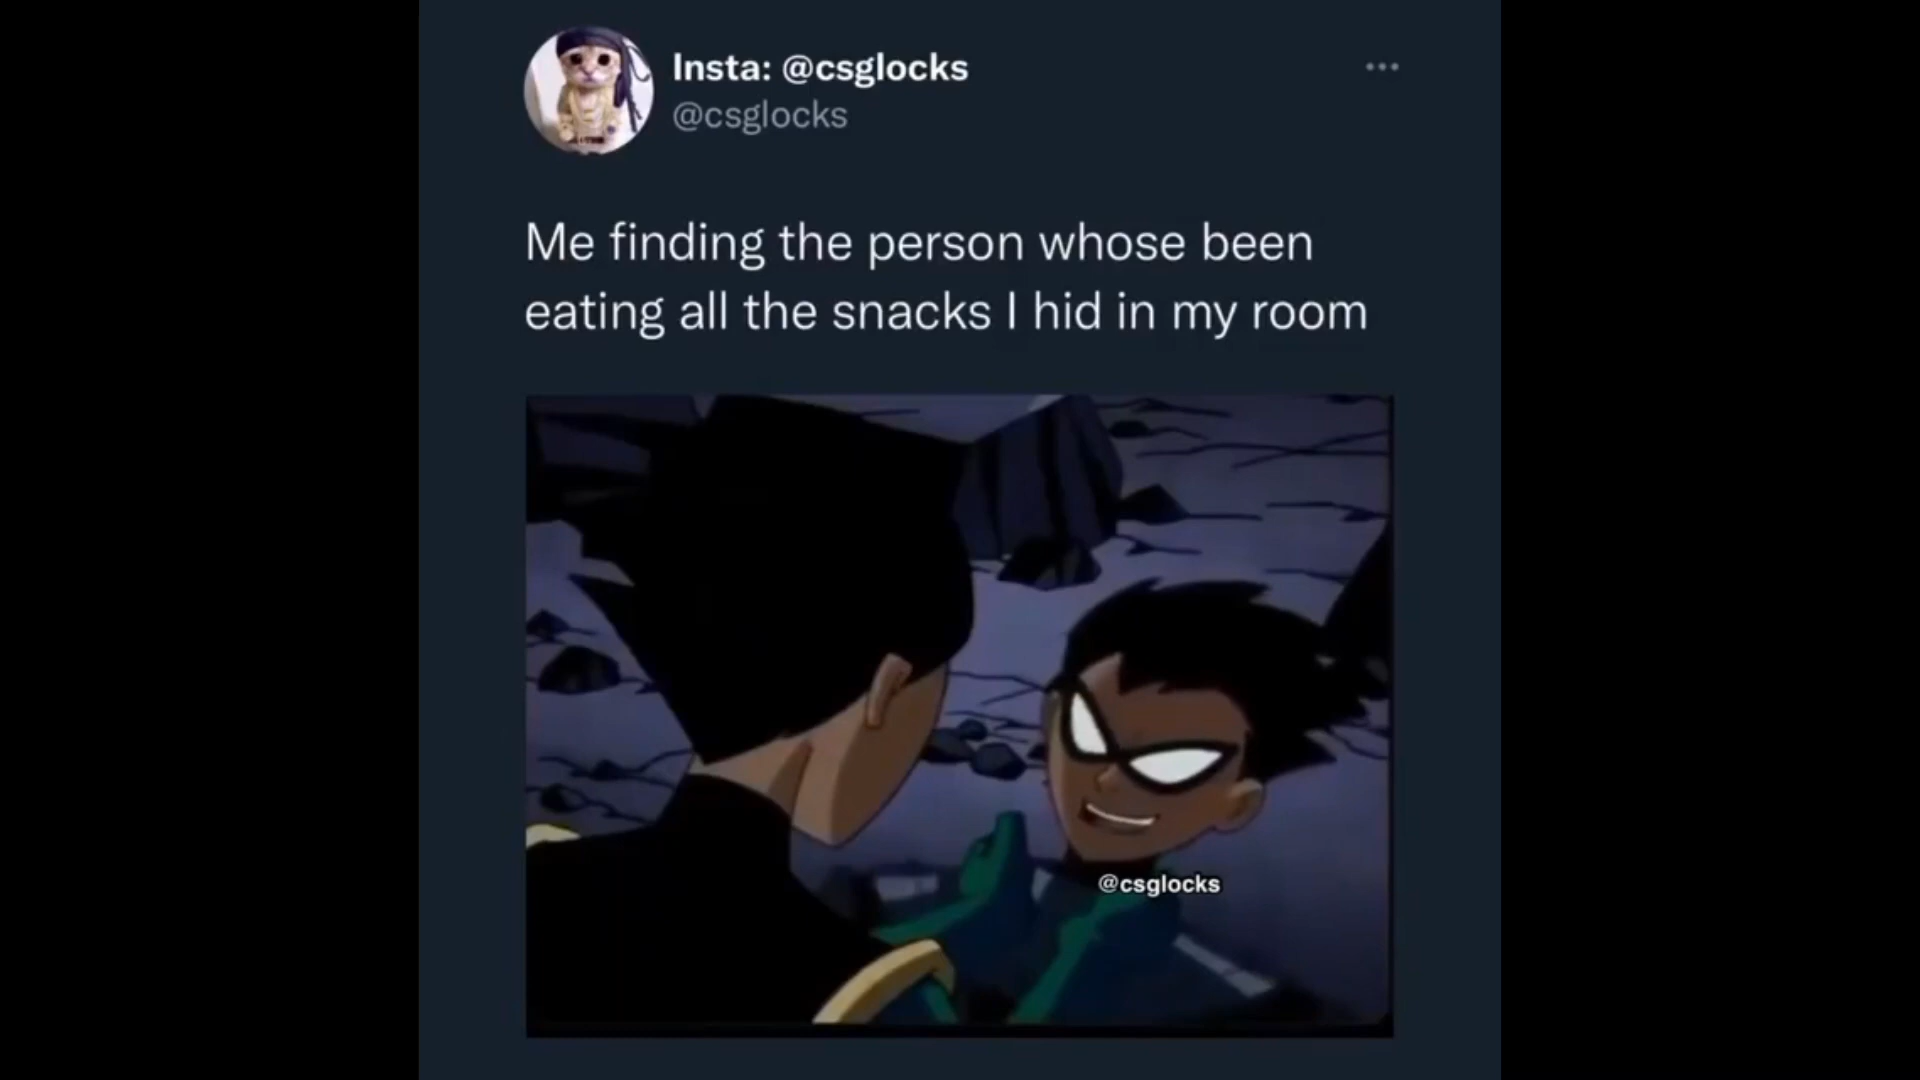 Insta: @csglocks
@csglocks
Me finding the person whose been
eating all the snacks I hid in my room
@csglocks